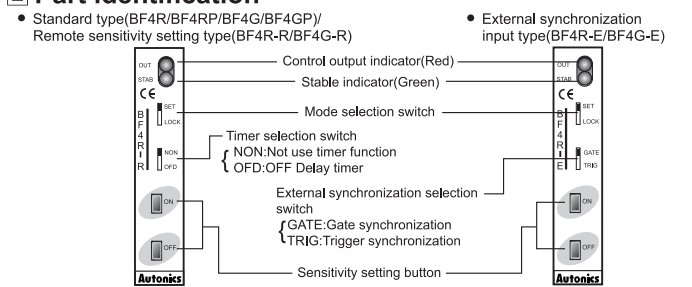 Part identification
• Standard type(BF4R/BF4RP/BF4G/BF4GP)/
Remote sensitivity setting type(BF4R-R/BF4G-R)
• External synchronization
input type(BF4R-E/BF4G-E)
OUT
STAB
CE
BF4R-R
SET
LOCK
NON
OFD
ON
OFF
Autonics
Control output indicator(Red)
Stable indicator(Green)
Mode selection switch
Timer selection switch
{ NON:Not use timer function
OFD:OFF Delay timer
External synchronization selection
switch
{ GATE:Gate synchronization
TRIG:Trigger synchronization
Sensitivity setting button
OUT
STAB
CE
BF4R-E
SET
LOCK
GATE
TRIG
ON
OFF
Autonics